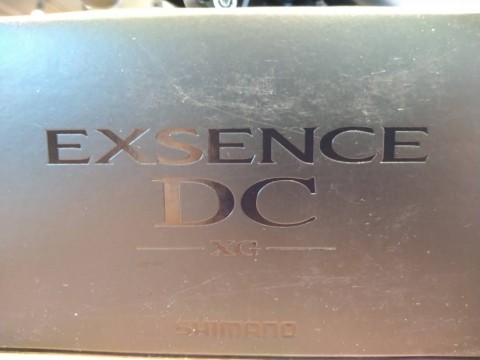 EXSENCE
DC
XG
SHIMANO